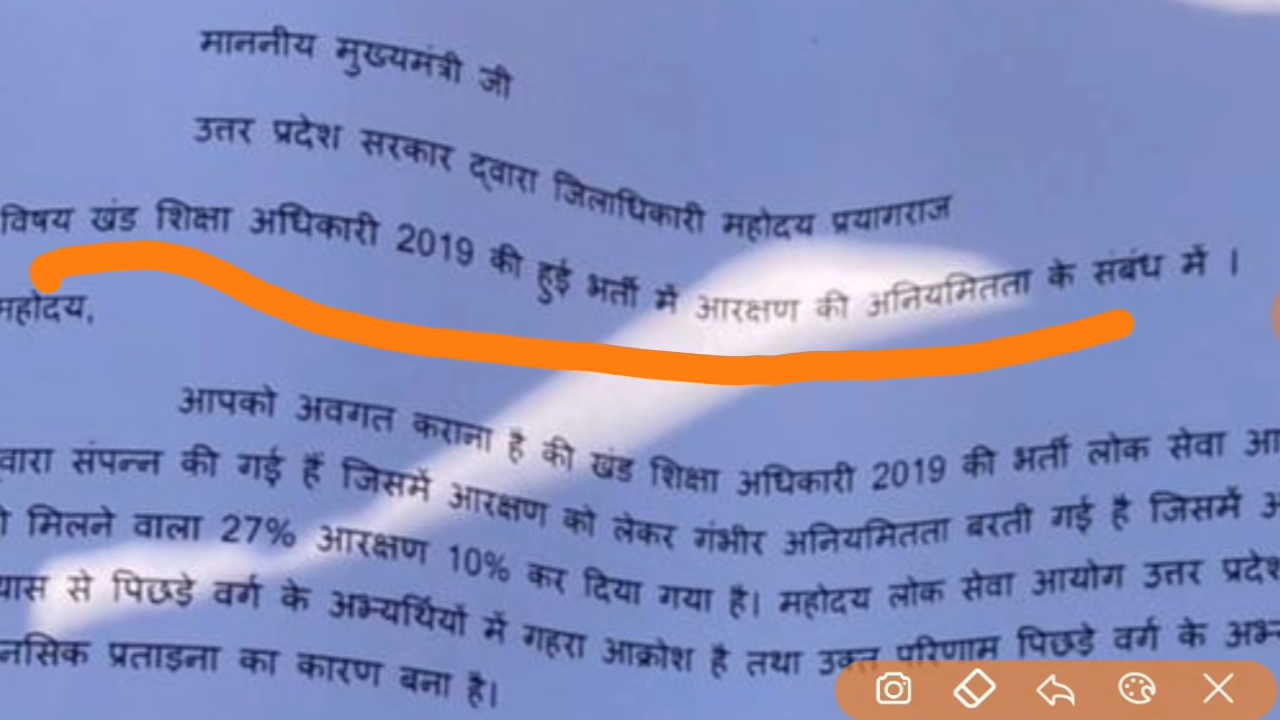 माननीय मुख्यमंत्री जी
उत्तर प्रदेश सरकार द्वारा जिलाधिकारी महोदय प्रयागराज
विषय खंड शिक्षा अधिकारी 2019 की हुई भर्ती मे आरक्षण की अनियमितता के संबंध में ।
महोदय,
आपको अवगत कराना है की खंड शिक्षा अधिकारी 2019 की भर्ती लोक सेवा
संपन्न की गई हैं जिसमें आरक्षण को लेकर गंभीर अनियमितता बरती गई है जिसमें
मिलने वाला 27% आरक्षण 10% कर दिया गया है। महोदय लोक सेवा आयोग उत्तर प्रदेश
से पिछड़े वर्ग के अभ्यर्थियों में गहरा आक्रोश है तथा उक्त परिणाम पिछड़े वर्ग के
प्रताडना का कारण बना है।